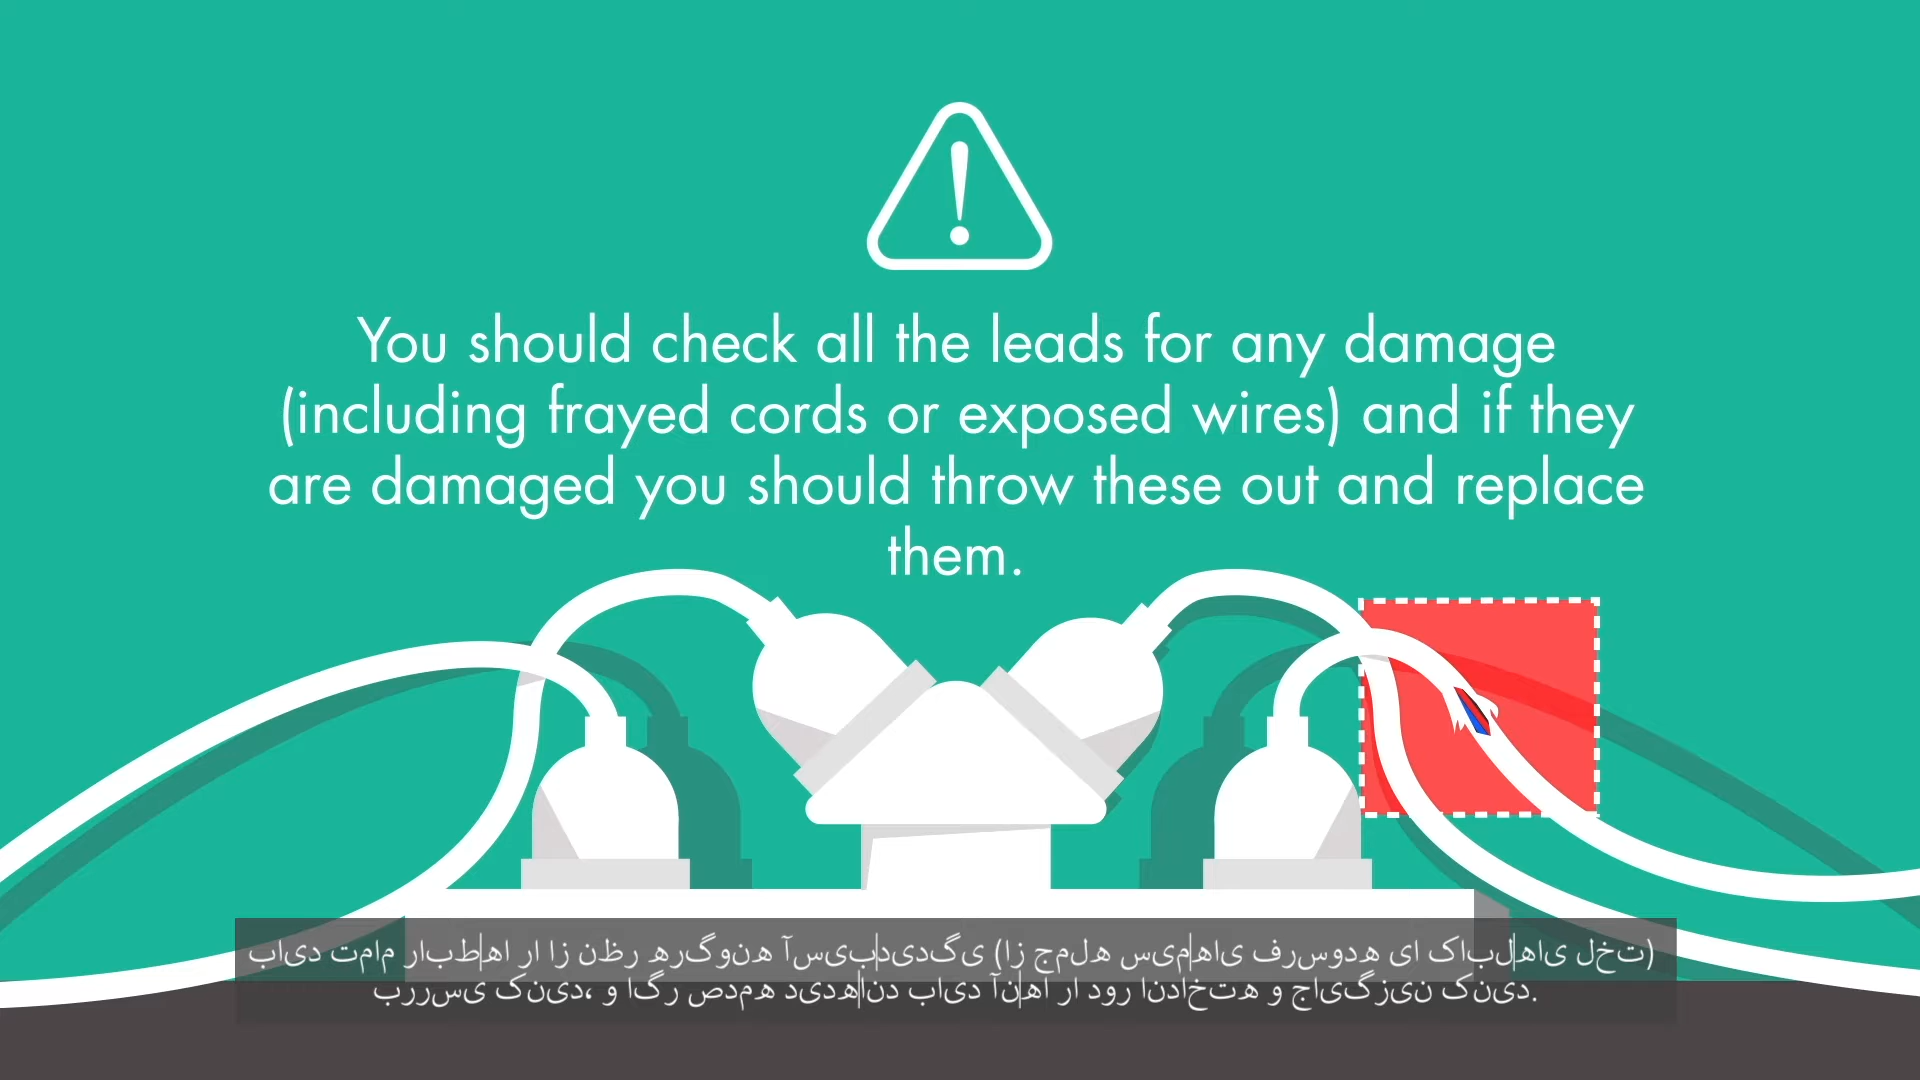 You should check all the leads for any damage
(including frayed cords or exposed wires) and if they
are damaged you should throw these out and replace
them.
باید تمام رابط‌ها را از نظر هرگونه آسیب‌دیدگی (از جمله سیم‌های فرسوده یا کابل‌های لخت)
بررسی کنید، و اگر صدمه دیده‌اند باید آن‌ها را دور انداخته و جایگزین کنید.